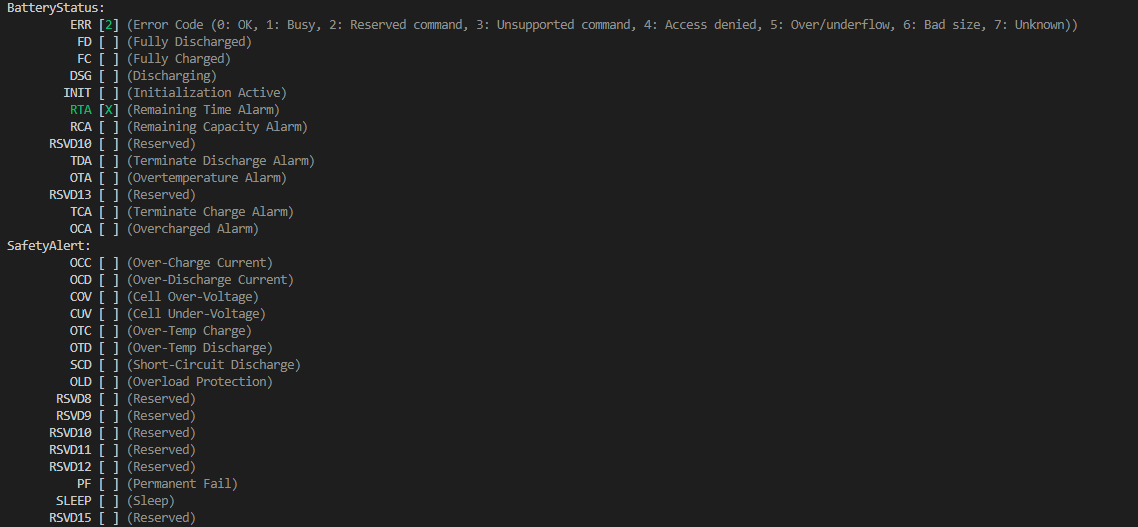 BatteryStatus:
ERR [2] (Error Code (0: OK, 1: Busy, 2: Reserved command, 3: Unsupported command, 4: Access denied, 5: Over/underflow, 6: Bad size, 7: Unknown))
FD [ ] (Fully Discharged)
FC [ ] (Fully Charged)
DSG [ ] (Discharging)
INIT [ ] (Initialization Active)
RTA [X] (Remaining Time Alarm)
RCA [ ] (Remaining Capacity Alarm)
RSVD10 [ ] (Reserved)
TDA [ ] (Terminate Discharge Alarm)
OTA [ ] (Overtemperature Alarm)
RSVD13 [ ] (Reserved)
TCA [ ] (Terminate Charge Alarm)
OCA [ ] (Overcharged Alarm)
SafetyAlert:
OCC [ ] (Over-Charge Current)
OCD [ ] (Over-Discharge Current)
COV [ ] (Cell Over-Voltage)
CUV [ ] (Cell Under-Voltage)
OTC [ ] (Over-Temp Charge)
OTD [ ] (Over-Temp Discharge)
SCD [ ] (Short-Circuit Discharge)
OLD [ ] (Overload Protection)
RSVD8 [ ] (Reserved)
RSVD9 [ ] (Reserved)
RSVD10 [ ] (Reserved)
RSVD11 [ ] (Reserved)
RSVD12 [ ] (Reserved)
PF [ ] (Permanent Fail)
SLEEP [ ] (Sleep)
RSVD15 [ ] (Reserved)